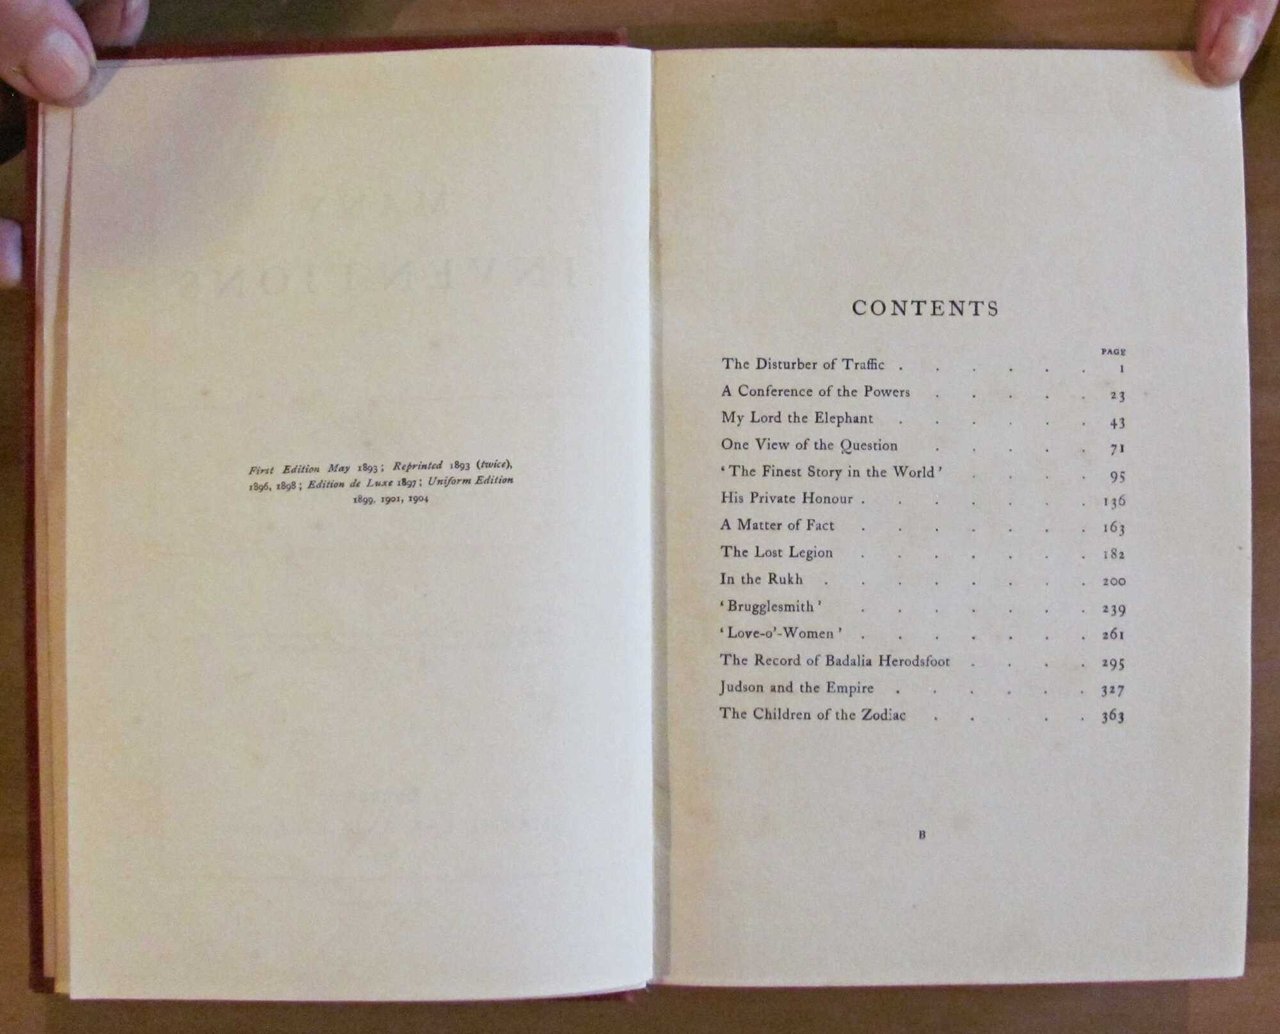 First Edition May 1893; Reprinted 1893 (twice),
1896, 1898; Edition de Luxe 1897; Uniform Edition
1899, 1901, 1904
CONTENTS
PAGE
The Disturber of Traffic . . . . . . 1
A Conference of the Powers . . . . . 23
My Lord the Elephant . . . . . . 43
One View of the Question . . . . . 71
‘The Finest Story in the World’ . . . . 95
His Private Honour . . . . . . . 136
A Matter of Fact . . . . . . . 163
The Lost Legion . . . . . . . 182
In the Rukh . . . . . . . . 200
‘Brugglesmith’ . . . . . . . 239
‘Love-o’-Women’ . . . . . . . 261
The Record of Badalia Herodsfoot . . . . 295
Judson and the Empire . . . . . . 327
The Children of the Zodiac . . . . 363
B